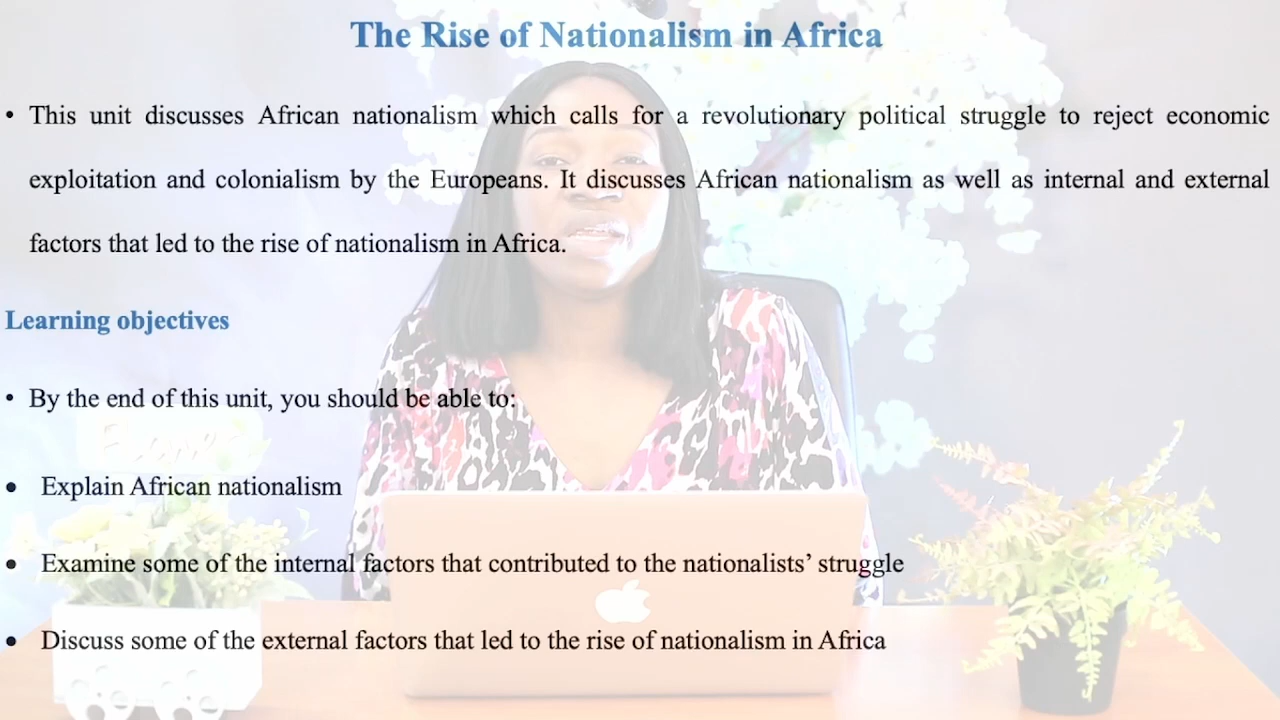 The Rise of Nationalism in Africa
• This unit discusses African nationalism which calls for a revolutionary political struggle to reject economic
exploitation and colonialism by the Europeans. It discusses African nationalism as well as internal and external
factors that led to the rise of nationalism in Africa.
Learning objectives
• By the end of this unit, you should be able to:
• Explain African nationalism
• Examine some of the internal factors that contributed to the nationalists’ struggle
• Discuss some of the external factors that led to the rise of nationalism in Africa